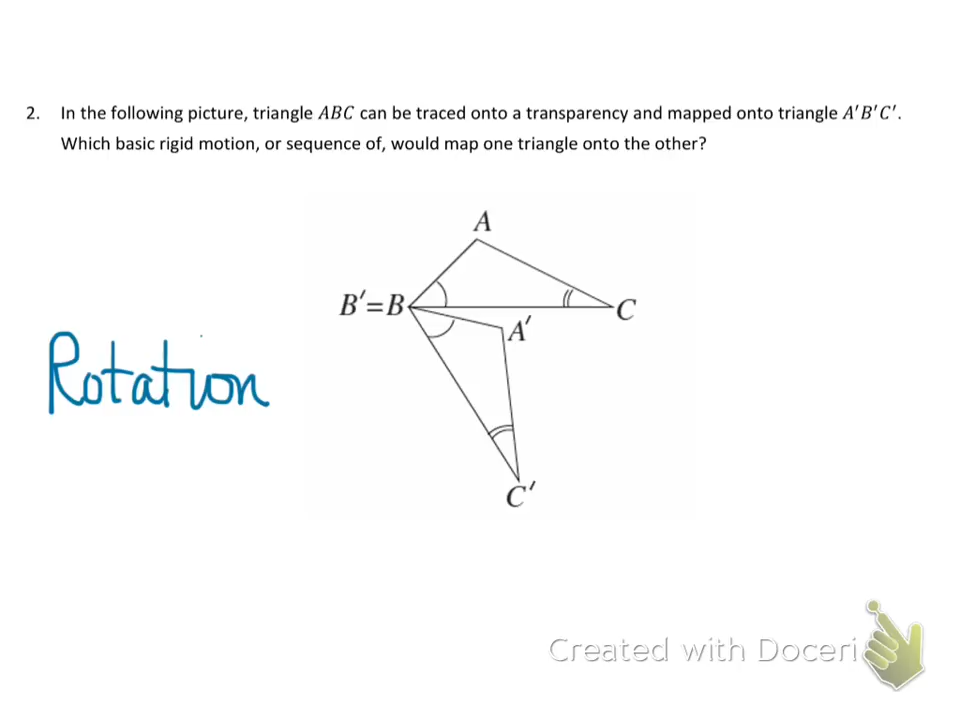 2. In the following picture, triangle ABC can be traced onto a transparency and mapped onto triangle A′B′C′.
Which basic rigid motion, or sequence of, would map one triangle onto the other?
A
B′=B
C
A′
Rotation
C′
Created with Doceri